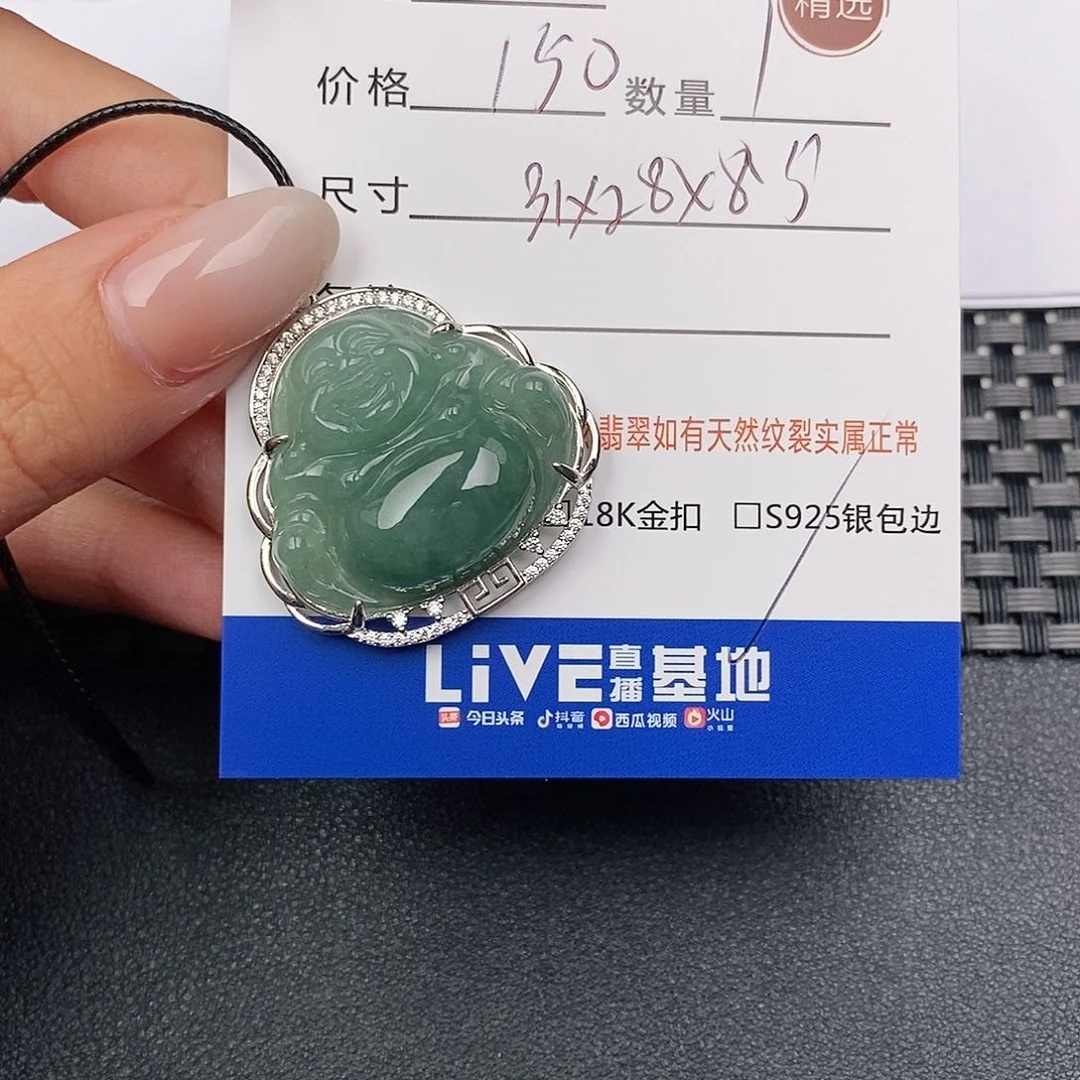 精选
价格 150 数量 1
尺寸 31x28x8.5
翡翠如有天然纹裂实属正常
18K金扣 □S925银包边
LiVE直播基地
头条 今日头条 抖音 西瓜视频 火山